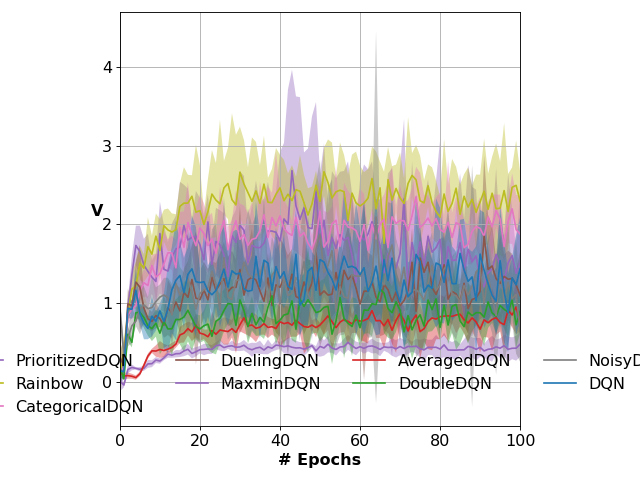 4
3
V
2
1
PrioritizedDQN DuelingDQN AveragedDQN
Rainbow MaxminDQN DoubleDQN DQN
0
CategoricalDQN
0 20 40 60 80 100
# Epochs